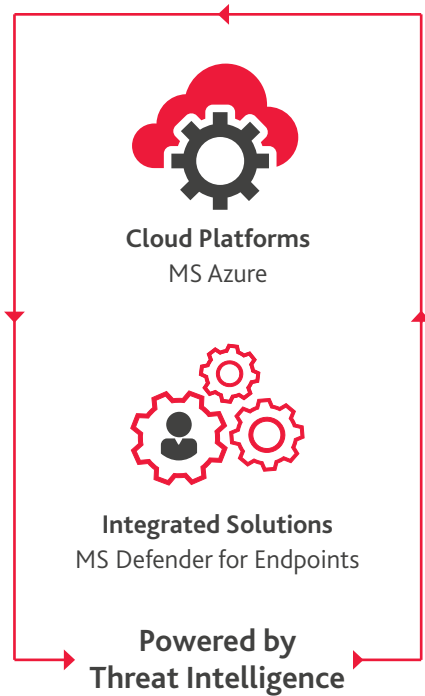 Cloud Platforms
MS Azure
Integrated Solutions
MS Defender for Endpoints
Powered by
Threat Intelligence